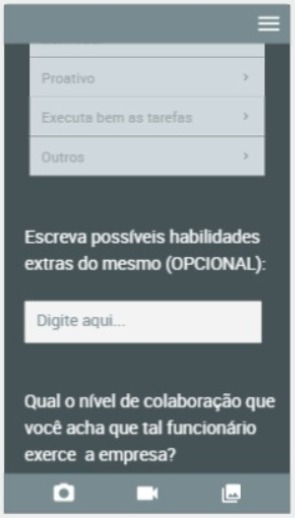 Proativo
Executa bem as tarefas
Outros
Escreva possíveis habilidades
extras do mesmo (OPCIONAL):
Digite aqui...
Qual o nível de colaboração que
você acha que tal funcionário
exerce a empresa?